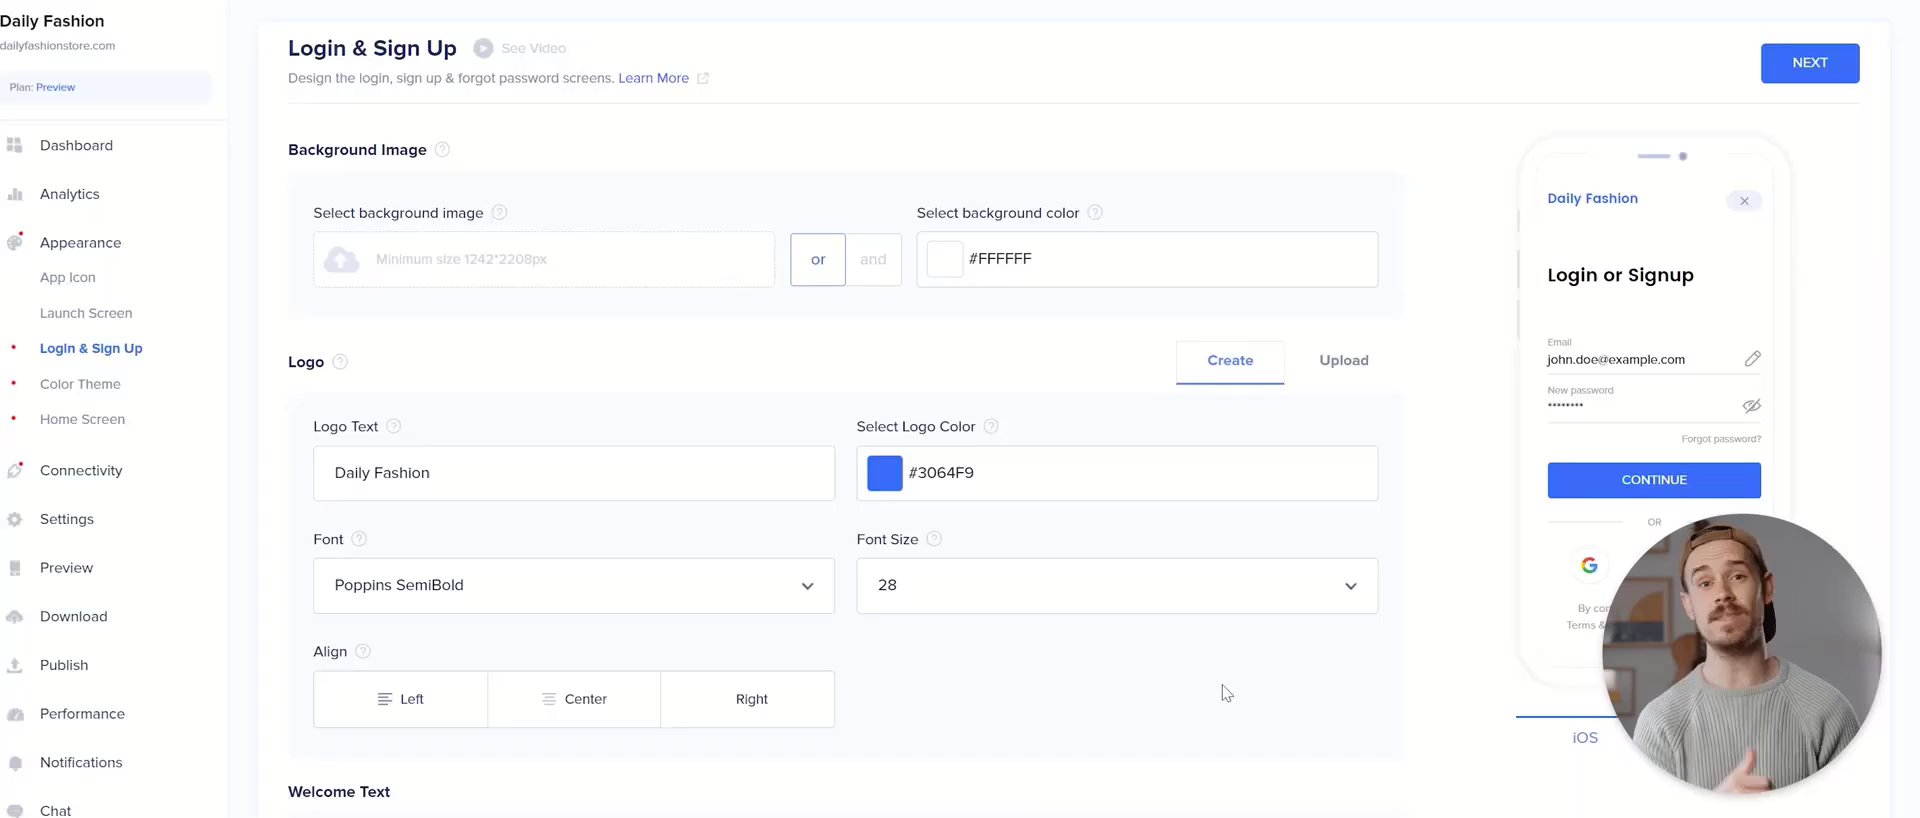 Daily Fashion
dailyfashionstore.com
Plan: Preview
Dashboard
Analytics
Appearance
App Icon
Launch Screen
Login & Sign Up
Color Theme
Home Screen
Connectivity
Settings
Preview
Download
Publish
Performance
Notifications
Chat
Login & Sign Up See Video
Design the login, sign up & forgot password screens. Learn More
NEXT
Background Image ?
Select background image ?
Minimum size 1242*2208px
or and
Select background color ?
#FFFFFF
Logo ?
Create Upload
Logo Text ?
Daily Fashion
Select Logo Color ?
#3064F9
Font ?
Poppins SemiBold
Font Size ?
28
Align ?
Left Center Right
Welcome Text
Daily Fashion
Login or Signup
Email
john.doe@example.com
New password
********
Forgot password?
CONTINUE
OR
G
By
Terms &
iOS